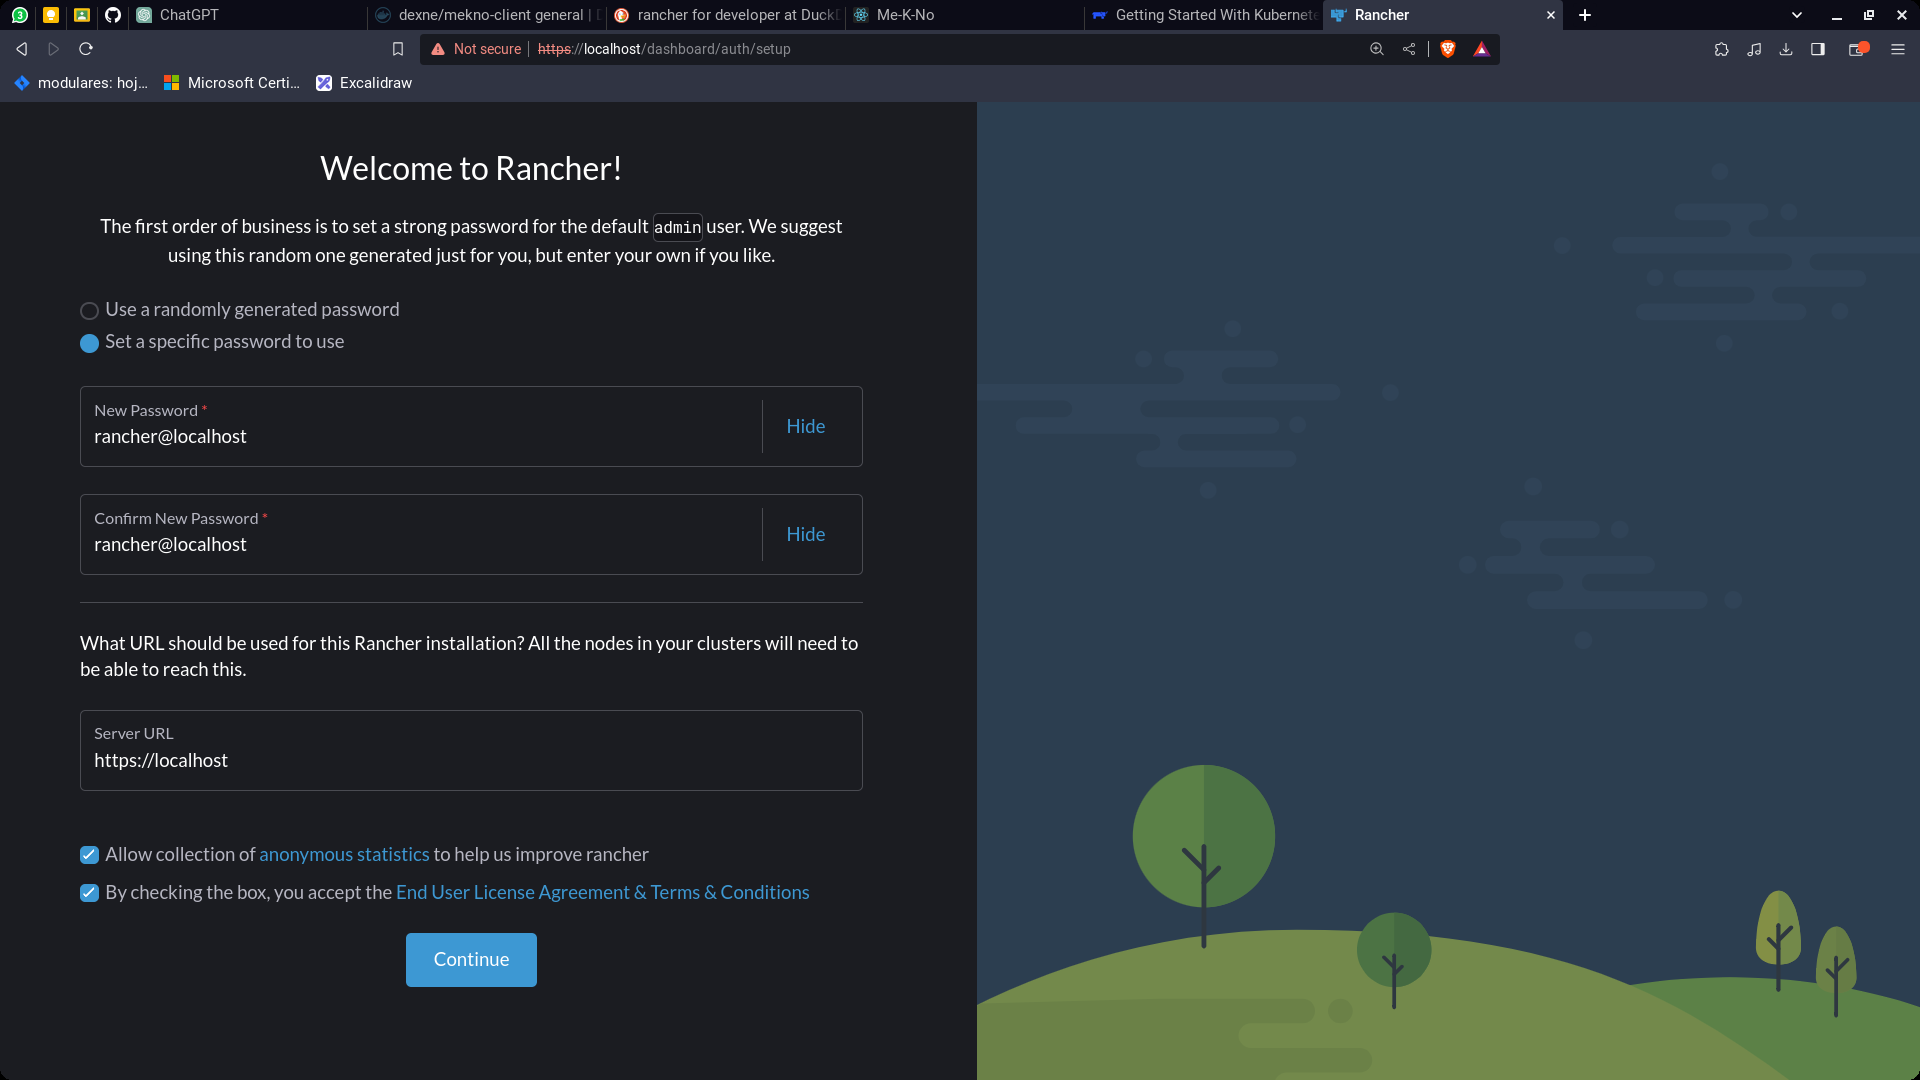 3
ChatGPT
dexne/mekno-client general |
rancher for developer at Duck
Me-K-No
Getting Started With Kubernete
Rancher
Not secure
https://localhost/dashboard/auth/setup
modulares: hoj...
Microsoft Certi...
Excalidraw
Welcome to Rancher!
The first order of business is to set a strong password for the default admin user. We suggest
using this random one generated just for you, but enter your own if you like.
Use a randomly generated password
Set a specific password to use
New Password *
rancher@localhost
Hide
Confirm New Password *
rancher@localhost
Hide
What URL should be used for this Rancher installation? All the nodes in your clusters will need to
be able to reach this.
Server URL
https://localhost
Allow collection of anonymous statistics to help us improve rancher
By checking the box, you accept the End User License Agreement & Terms & Conditions
Continue